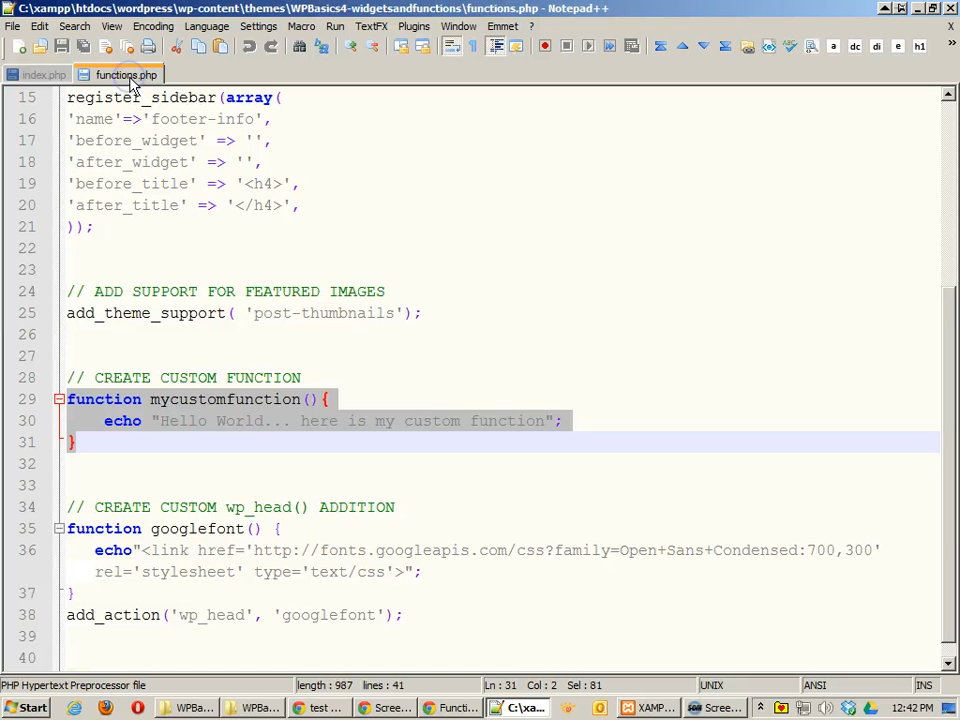 C:\xampp\htdocs\wordpress\wp-content\themes\WPBasics4-widgetsandfunctions\functions.php - Notepad++
File Edit Search View Encoding Language Settings Macro Run TextFX Plugins Window Emmet ?
a dc di e h1 »
index.php functions.php
15 register_sidebar(array(
16 'name'=>'footer-info',
17 'before_widget' => '',
18 'after_widget' => '',
19 'before_title' => '<h4>',
20 'after_title' => '</h4>',
21 ));
22
23
24 // ADD SUPPORT FOR FEATURED IMAGES
25 add_theme_support( 'post-thumbnails');
26
27
28 // CREATE CUSTOM FUNCTION
29 function mycustomfunction(){
30 echo "Hello World... here is my custom function";
31 }
32
33
34 // CREATE CUSTOM wp_head() ADDITION
35 function googlefont() {
36 echo"<link href='http://fonts.googleapis.com/css?family=Open+Sans+Condensed:700,300'
rel='stylesheet' type='text/css'>";
37 }
38 add_action('wp_head', 'googlefont');
39
40
PHP Hypertext Preprocessor file length : 987 lines : 41 Ln : 31 Col : 2 Sel : 81 UNIX ANSI INS
Start WPBa... WPBa... test ... Scree... Functi... C:\xa... XAMP... Scree... 12:42 PM